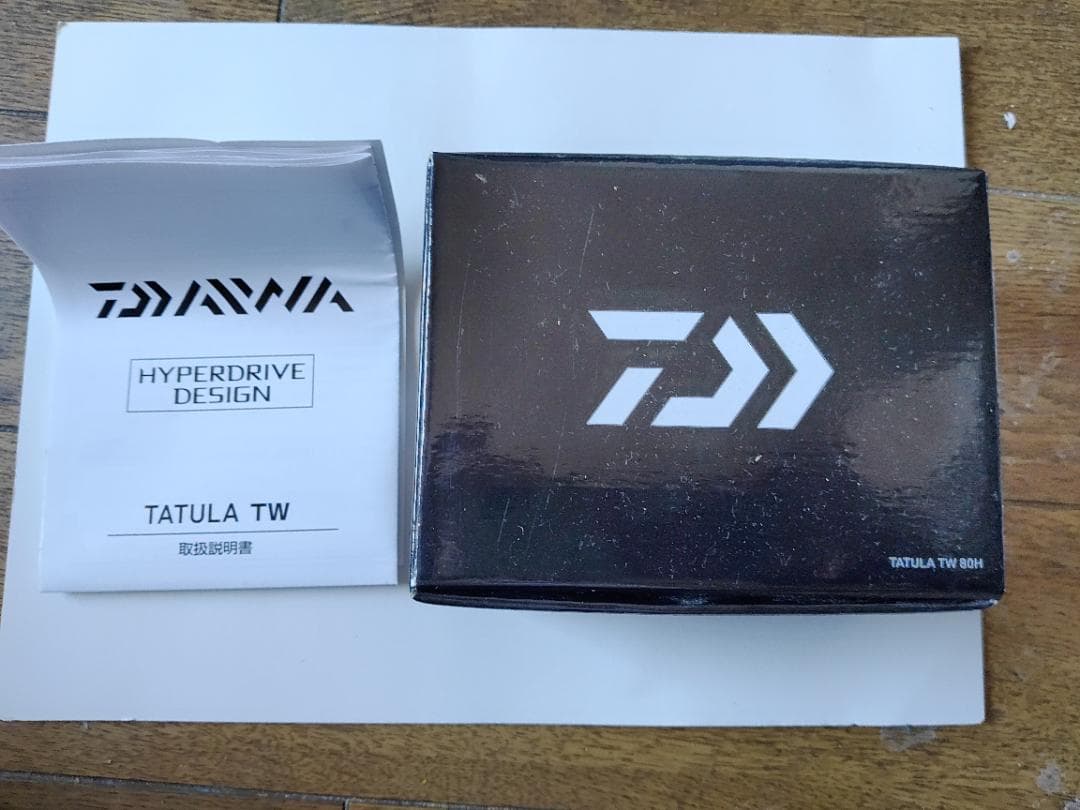 DAIWA
HYPERDRIVE
DESIGN
TATULA TW
取扱説明書
TATULA TW 80H